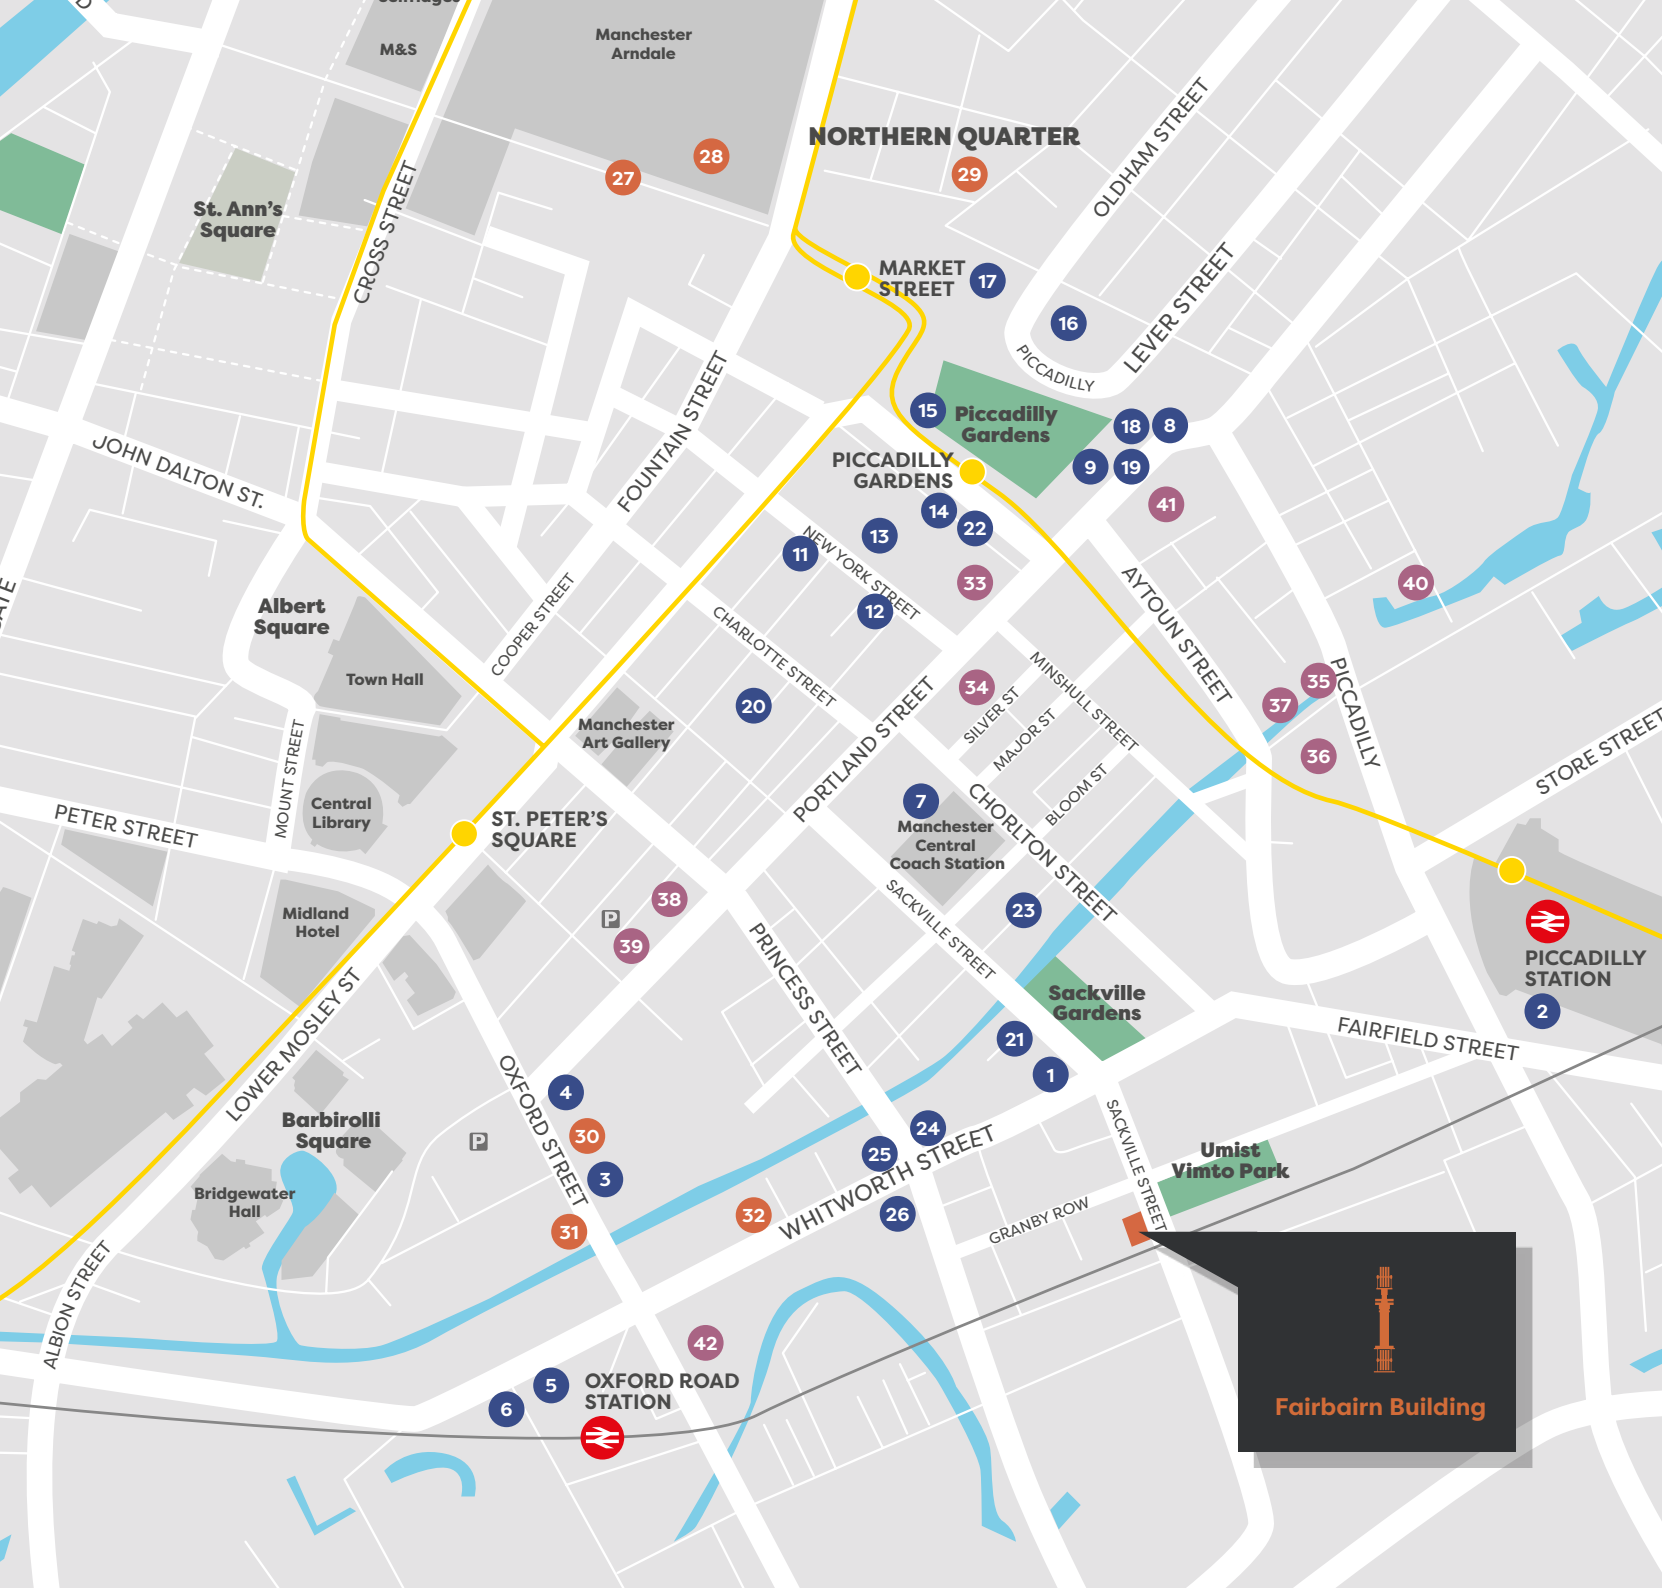 M&S
Manchester
Arndale
NORTHERN QUARTER
27
28
29
OLDHAM STREET
St. Ann's
Square
CROSS STREET
MARKET
STREET
17
16
LEVER STREET
PICCADILLY
15
Piccadilly
Gardens
18
8
9
19
41
PICCADILLY
GARDENS
14
22
13
11
NEW YORK STREET
12
33
40
FOUNTAIN STREET
JOHN DALTON ST.
COOPER STREET
Albert
Square
Town Hall
CHARLOTTE STREET
20
34
SILVER ST
MAJOR ST
MINSHULL STREET
BLOOM ST
AYTOUN STREET
35
37
36
PICCADILLY
STORE STREET
Manchester
Art Gallery
PORTLAND STREET
MOUNT STREET
Central
Library
PETER STREET
ST. PETER'S
SQUARE
7
Manchester
Central
Coach Station
CHORLTON STREET
SACKVILLE STREET
23
38
39
P
Midland
Hotel
PRINCESS STREET
PICCADILLY
STATION
2
Sackville
Gardens
21
1
FAIRFIELD STREET
LOWER MOSLEY ST
OXFORD STREET
4
30
3
31
P
Barbirolli
Square
Bridgewater
Hall
24
25
26
32
WHITWORTH STREET
GRANBY ROW
SACKVILLE STREET
Umist
Vimto Park
ALBION STREET
42
5
6
OXFORD ROAD
STATION
Fairbairn Building